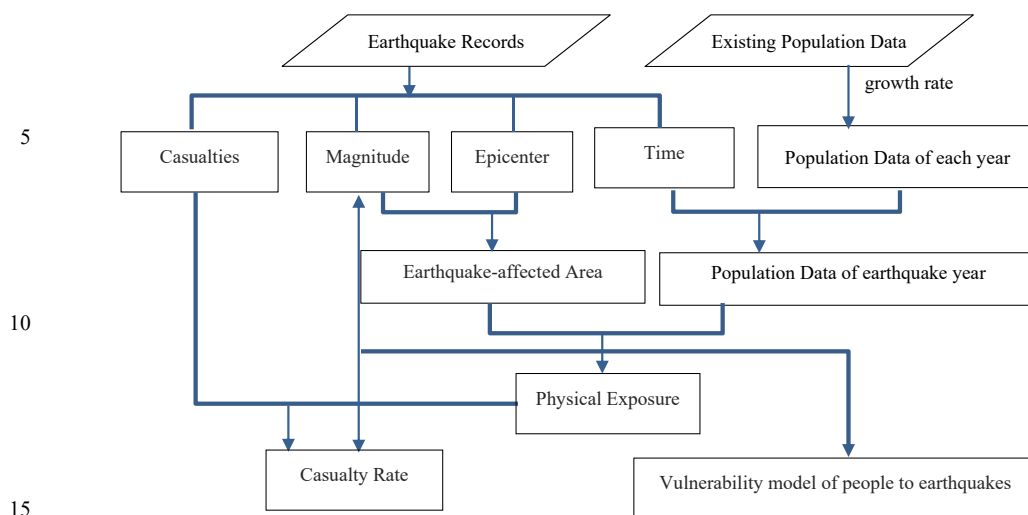 Earthquake Records
Existing Population Data
growth rate
5
Casualties
Magnitude
Epicenter
Time
Population Data of each year
Earthquake-affected Area
Population Data of earthquake year
10
Physical Exposure
Casualty Rate
Vulnerability model of people to earthquakes
15